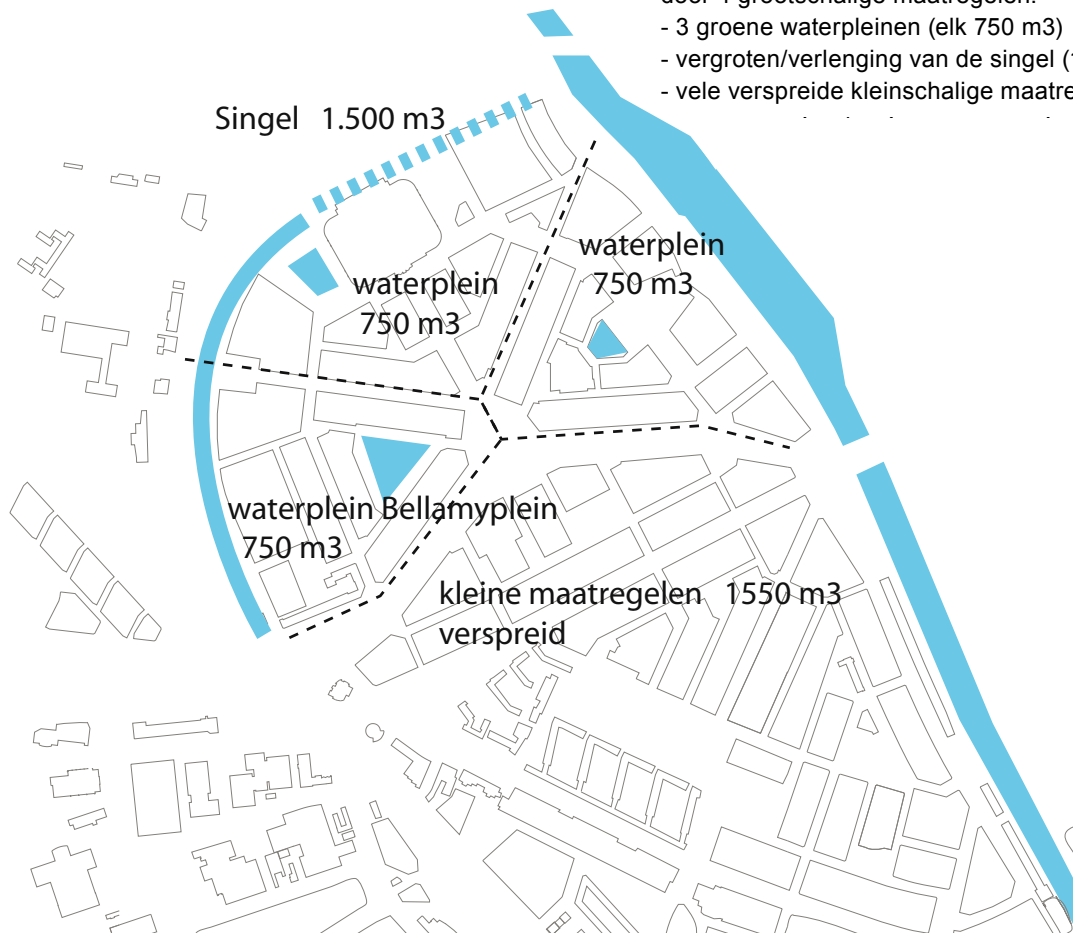 - 3 groene waterpleinen (elk 750 m3)
- vergroten/verlenging van de singel (
- vele verspreide kleinschalige
Singel 1.500 m3
waterplein
750 m3
waterplein
750 m3
waterplein Bellamyplein
750 m3
kleine maatregelen 1550 m3
verspreid